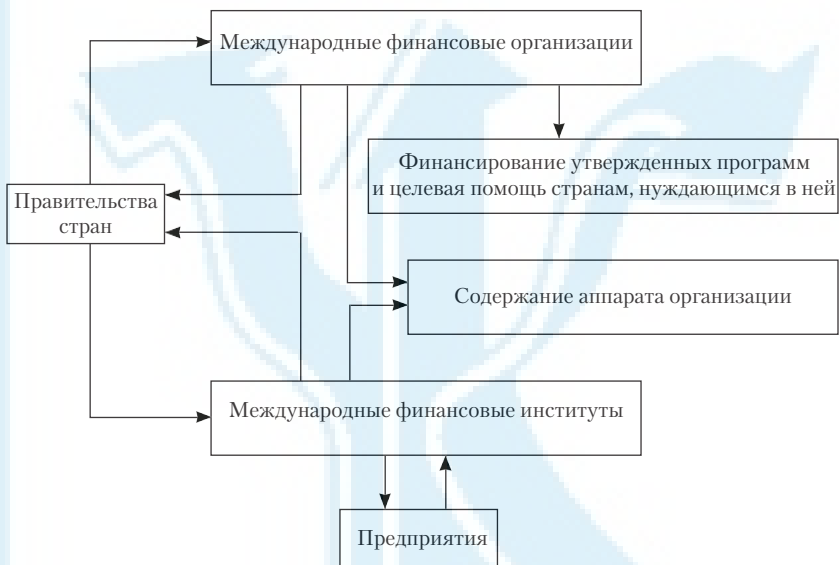 Международные финансовые организации
Финансирование утвержденных программ
и целевая помощь странам, нуждающимся в ней
Правительства
стран
Содержание аппарата организации
Международные финансовые институты
Предприятия